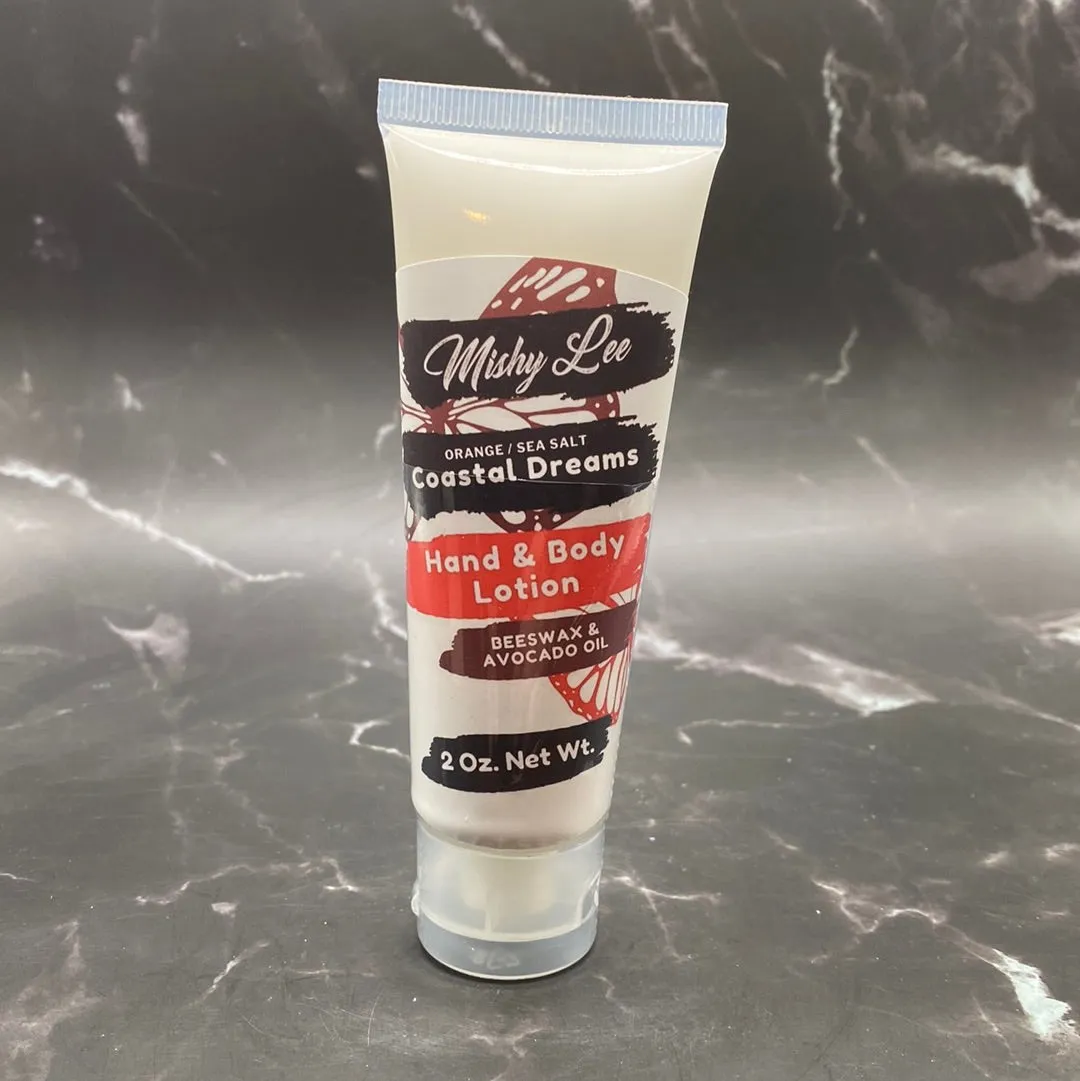 Mishy Lee
ORANGE / SEA SALT
Coastal Dreams
Hand & Body
Lotion
BEESWAX &
AVOCADO OIL
2 Oz. Net Wt.